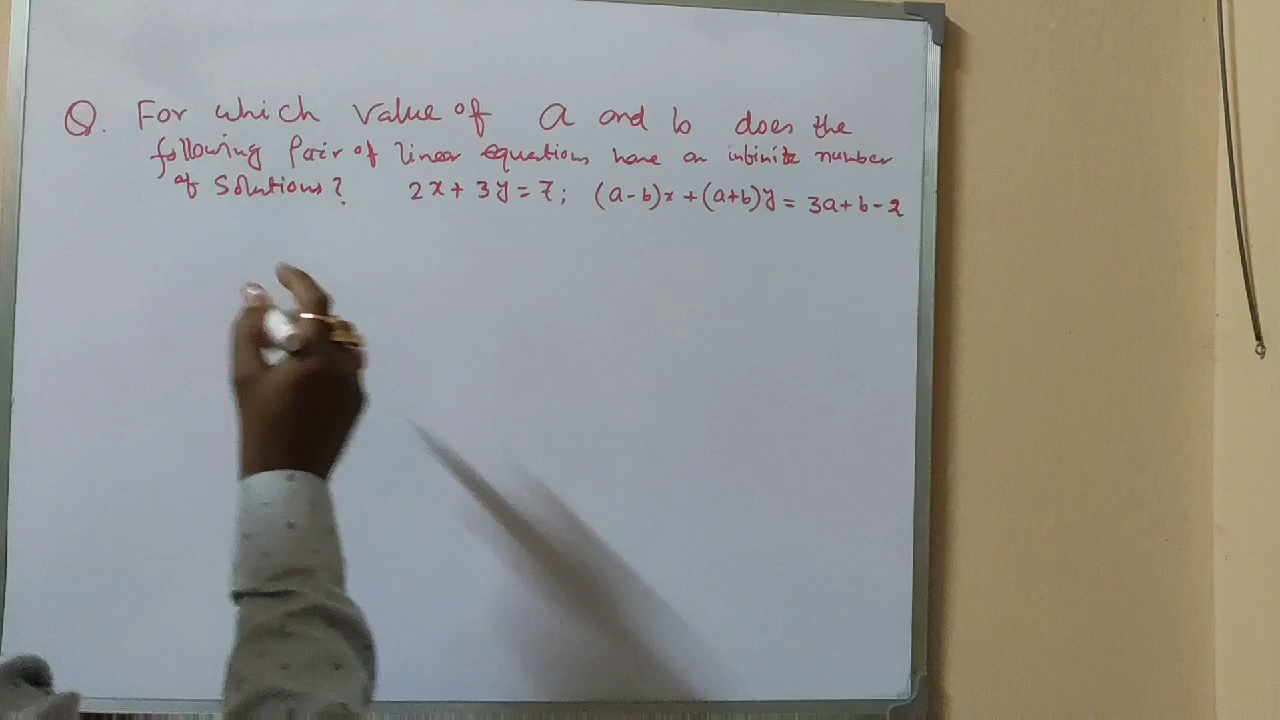 Q. For which value of a and b does the
following Pair of linear equations have an infinite number
of Solutions? 2x + 3y = 7; (a-b)x + (a+b)y = 3a+b-2